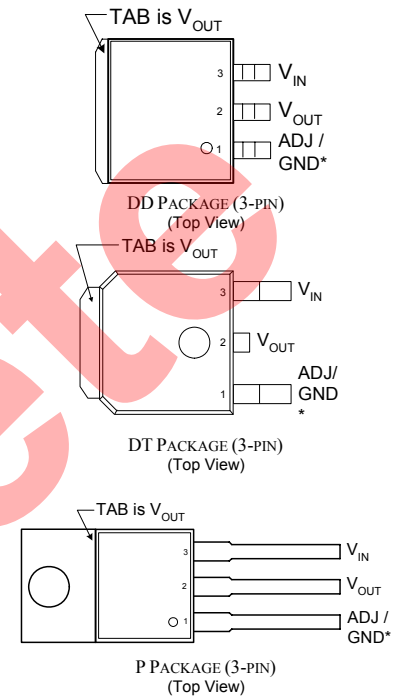 TAB is VOUT
3 VIN
2 VOUT
1 ADJ /
GND*
DD PACKAGE (3-PIN)
(Top View)
TAB is VOUT
3 VIN
2 VOUT
1 ADJ/
GND
*
DT PACKAGE (3-PIN)
(Top View)
TAB is VOUT
3 VIN
2 VOUT
1 ADJ /
GND*
P PACKAGE (3-PIN)
(Top View)
ete